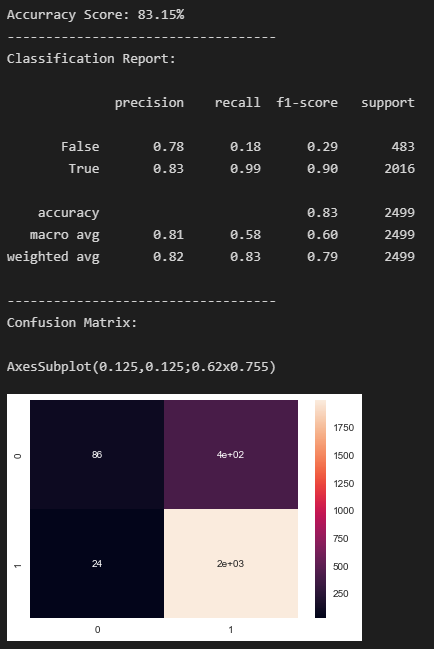 Accurracy Score: 83.15%
-----------------------------------
Classification Report:
precision recall f1-score support
False 0.78 0.18 0.29 483
True 0.83 0.99 0.90 2016
accuracy 0.83 2499
macro avg 0.81 0.58 0.60 2499
weighted avg 0.82 0.83 0.79 2499
-----------------------------------
Confusion Matrix:
AxesSubplot(0.125,0.125;0.62x0.755)
1750
0 86 4e+02 1500
1250
1000
750
1 24 2e+03 500
250
0 1